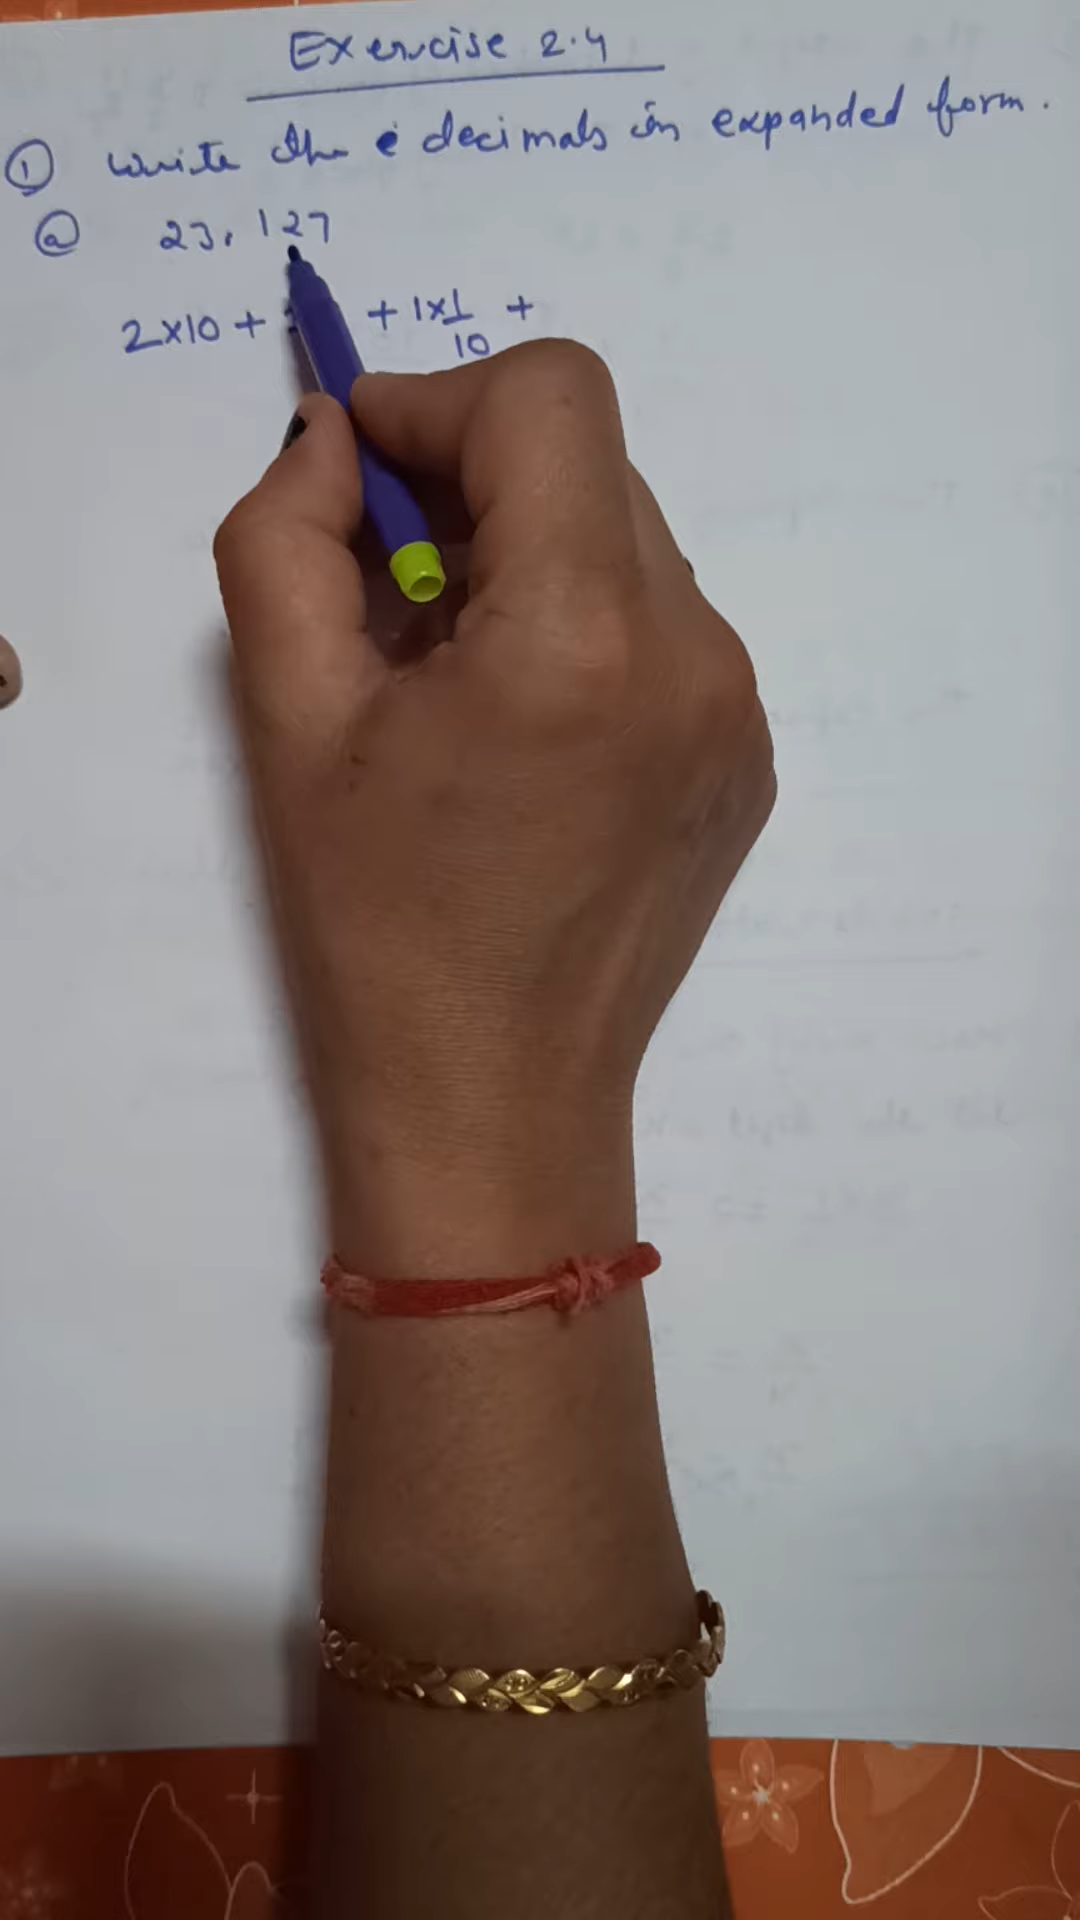 Exercise 2.4
① Write the decimals in expanded form.
ⓐ 23.127
2×10 + + 1×1/10 +